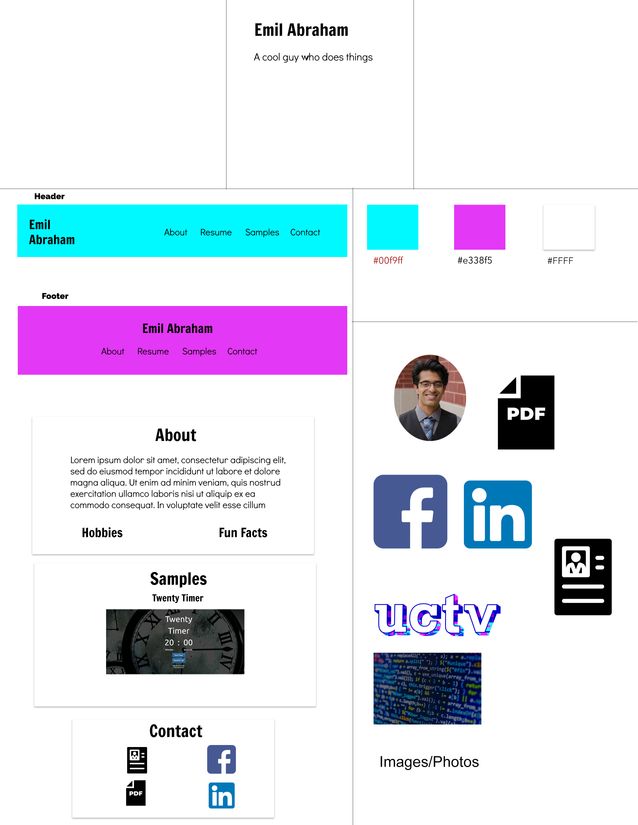 Emil Abraham
A cool guy who does things
Header
Emil
Abraham
About Resume Samples Contact
Footer
Emil Abraham
About Resume Samples Contact
About
Lorem ipsum dolor sit amet, consectetur adipiscing elit,
sed do eiusmod tempor incididunt ut labore et dolore
magna aliqua. Ut enim ad minim veniam, quis nostrud
exercitation ullamco laboris nisi ut aliquip ex ea
commodo consequat. In voluptate velit esse cillum
Hobbies Fun Facts
Samples
Twenty Timer
Twenty
Timer
20 : 00
Contact
f
PDF
in
#00f9ff #e338f5 #FFFF
PDF
f
in
uctv
Images/Photos